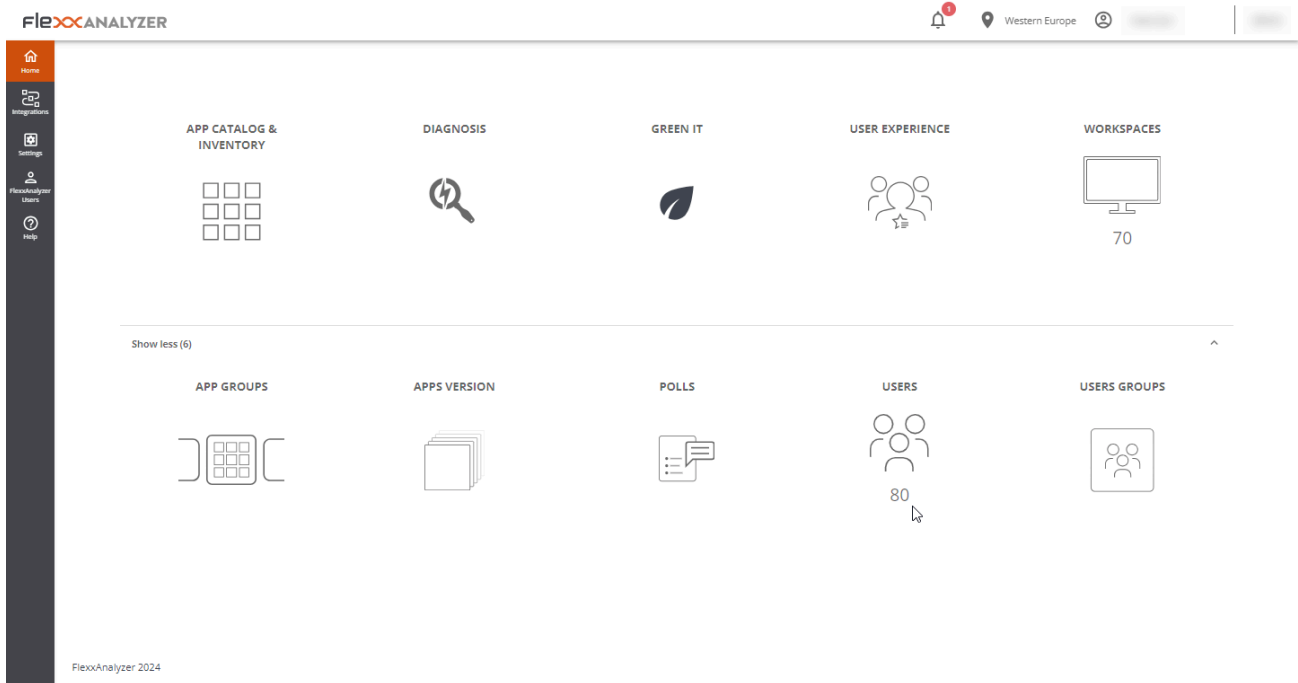 FlexxANALYZER
1
Western Europe
Home
Integrations
Settings
FlexxAnalyzer
Users
Help
APP CATALOG &
INVENTORY
DIAGNOSIS
GREEN IT
USER EXPERIENCE
WORKSPACES
70
Show less (6)
APP GROUPS
APPS VERSION
POLLS
USERS
USERS GROUPS
80
FlexxAnalyzer 2024